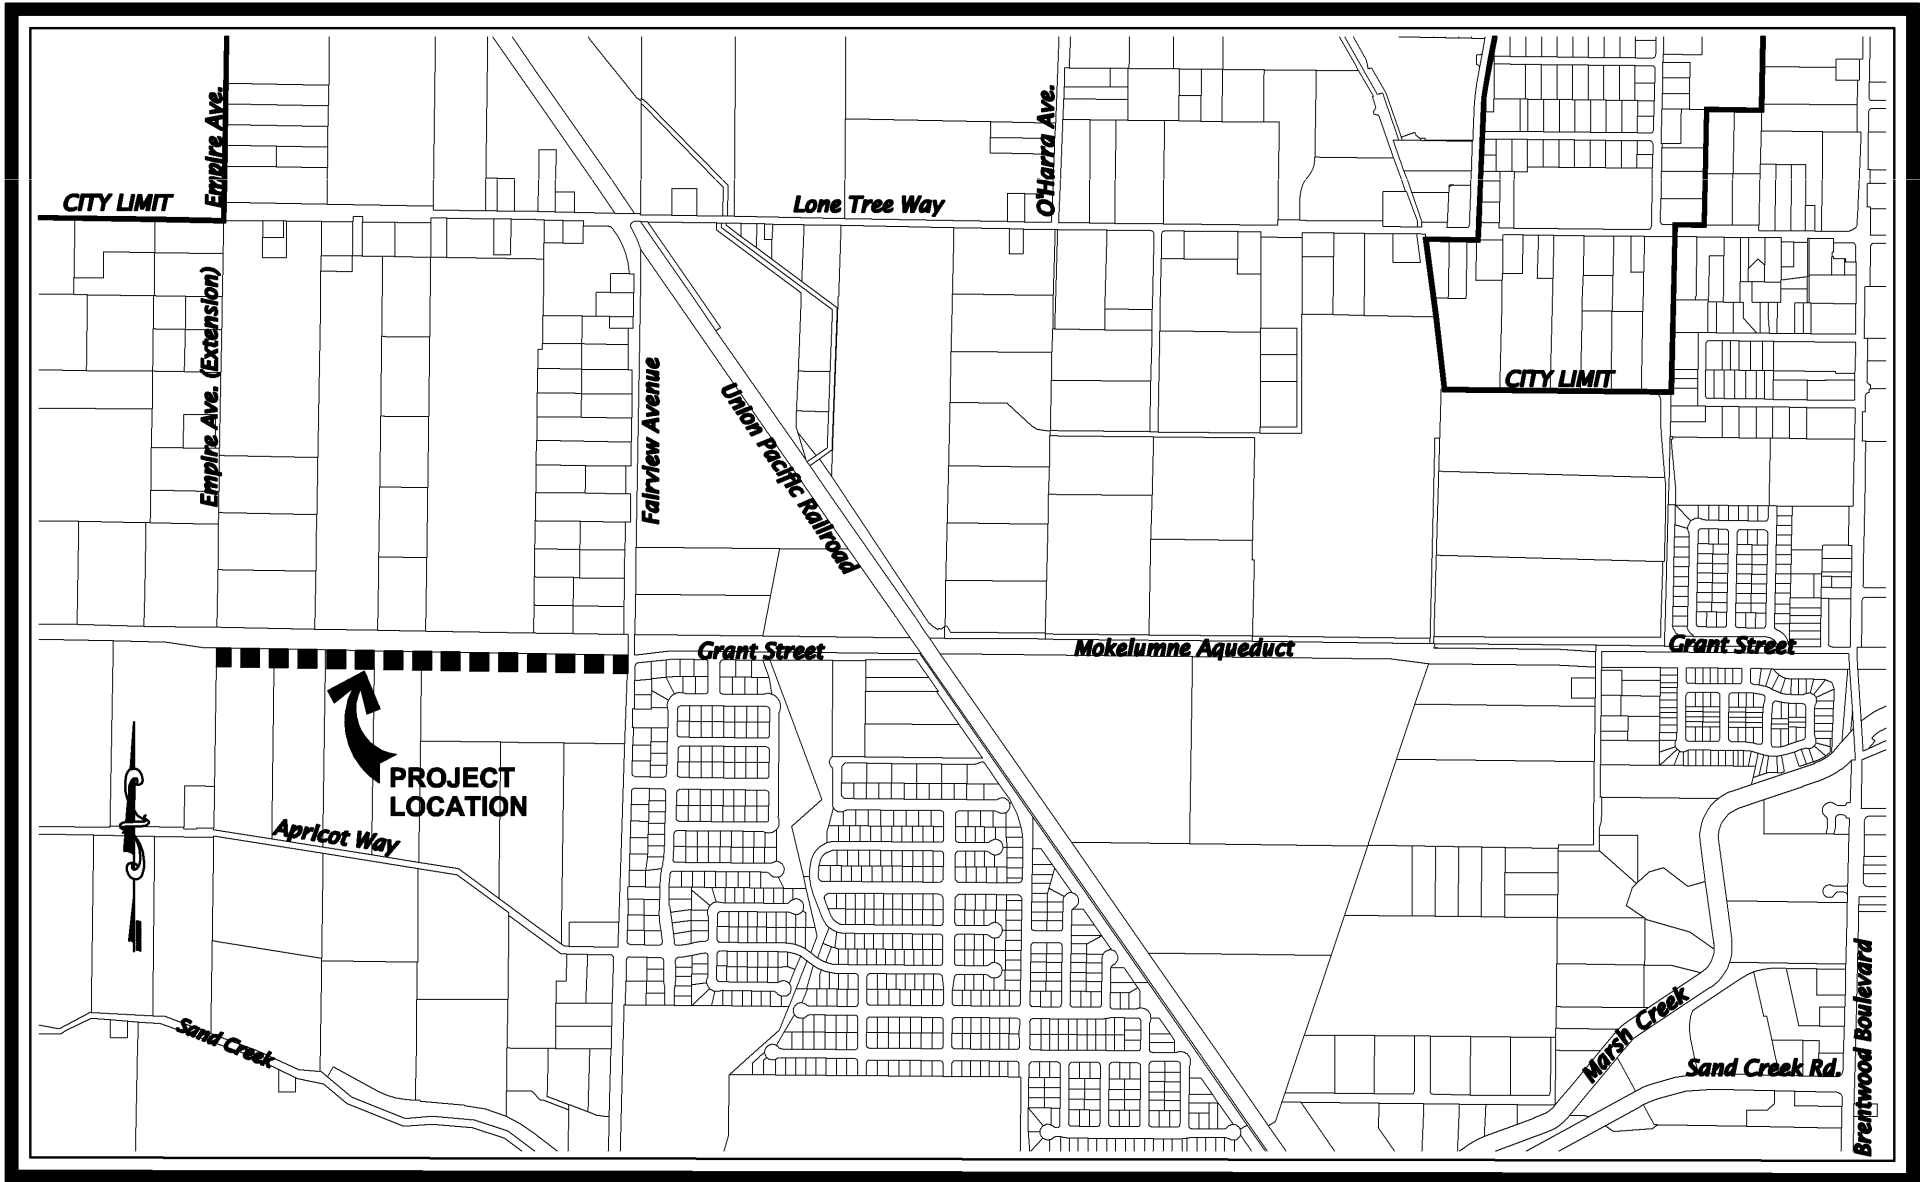 Empire Ave.
O'Harra Ave.
CITY LIMIT
Lone Tree Way
Empire Ave. (Extension)
Fairview Avenue
Union Pacific Railroad
CITY LIMIT
Grant Street
Mokelumne Aqueduct
Grant Street
PROJECT
LOCATION
Apricot Way
Sand Creek
Marsh Creek
Sand Creek Rd.
Brentwood Boulevard